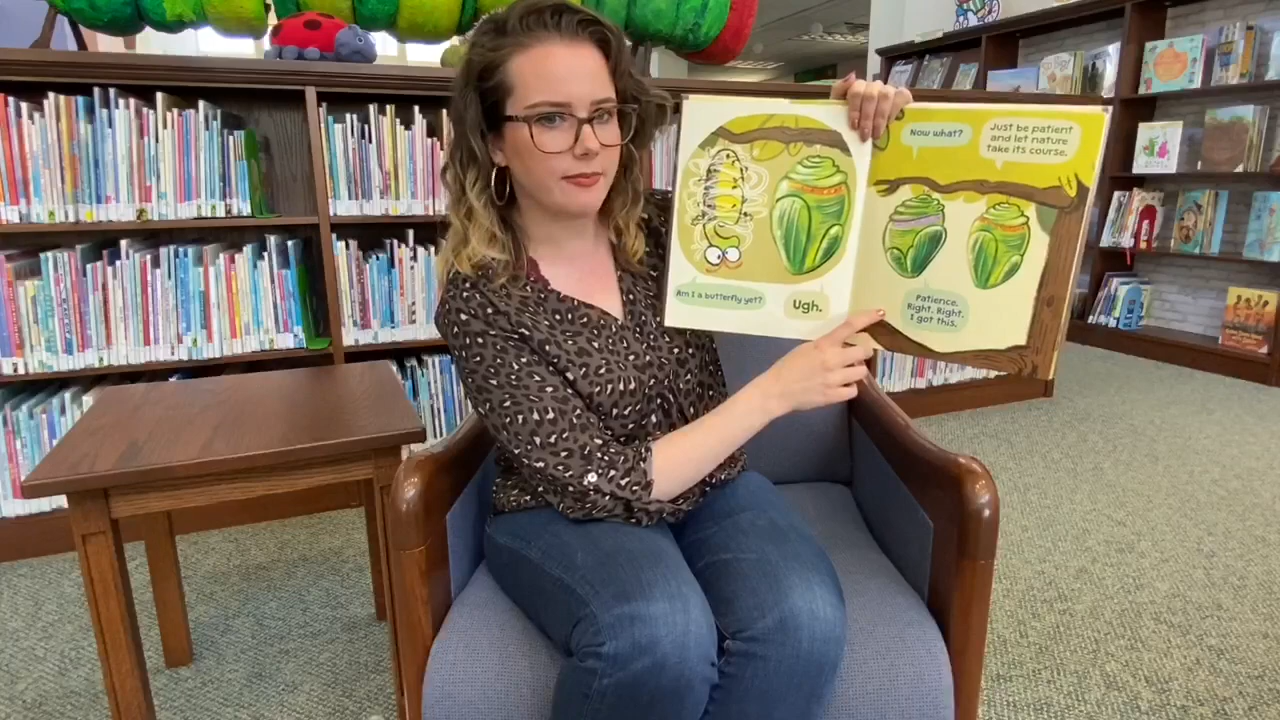 Am I a butterfly yet?
Ugh.
Now what?
Just be patient
and let nature
take its course.
Patience.
Right. Right.
I got this.